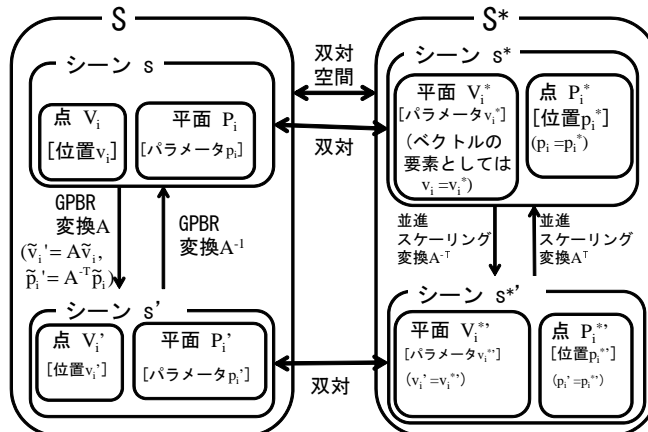 S
シーン s
点 Vi
[位置vi]
平面 Pi
[パラメータpi]
GPBR
変換A
(ṽi'= Aṽi,
p̃i'= A-Tp̃i)
GPBR
変換A-1
シーン s'
点 Vi'
[位置vi']
平面 Pi'
[パラメータpi']
双対
空間
双対
双対
S*
シーン s*
平面 Vi*
[パラメータvi*]
(ベクトルの
要素としては
vi =vi*)
点 Pi*
[位置pi*]
(pi =pi*)
並進
スケーリング
変換A-T
並進
スケーリング
変換AT
シーン s*'
平面 Vi*'
[パラメータvi*']
(vi' =vi*')
点 Pi*'
[位置pi*']
(pi' =pi*')